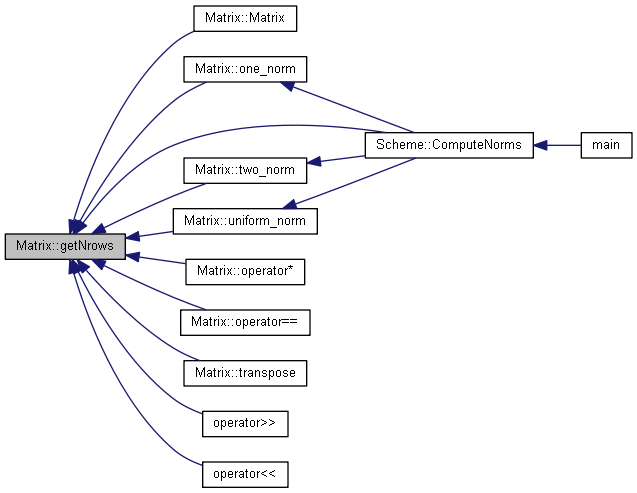 Matrix::Matrix
Matrix::one_norm
Scheme::ComputeNorms
main
Matrix::two_norm
Matrix::uniform_norm
Matrix::getNrows
Matrix::operator*
Matrix::operator==
Matrix::transpose
operator>>
operator<<